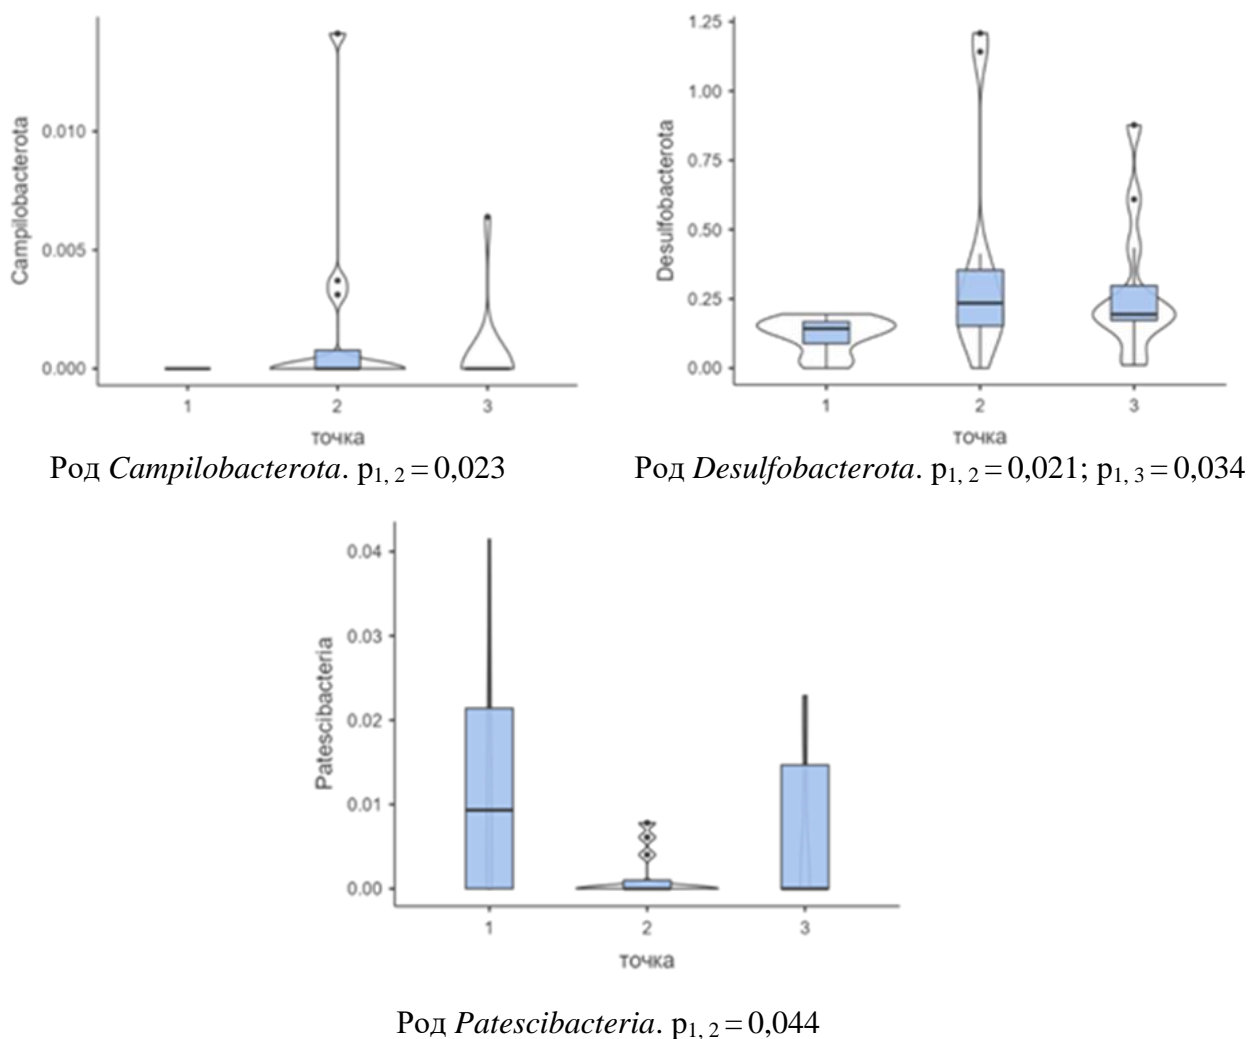 Campilobacterota
0.010
0.005
0.000
1 2 3
точка
Desulfobacterota
1.25
1.00
0.75
0.50
0.25
0.00
1 2 3
точка
Род Campilobacterota. p1, 2 = 0,023
Род Desulfobacterota. p1, 2 = 0,021; p1, 3 = 0,034
Patescibacteria
0.04
0.03
0.02
0.01
0.00
1 2 3
точка
Род Patescibacteria. p1, 2 = 0,044